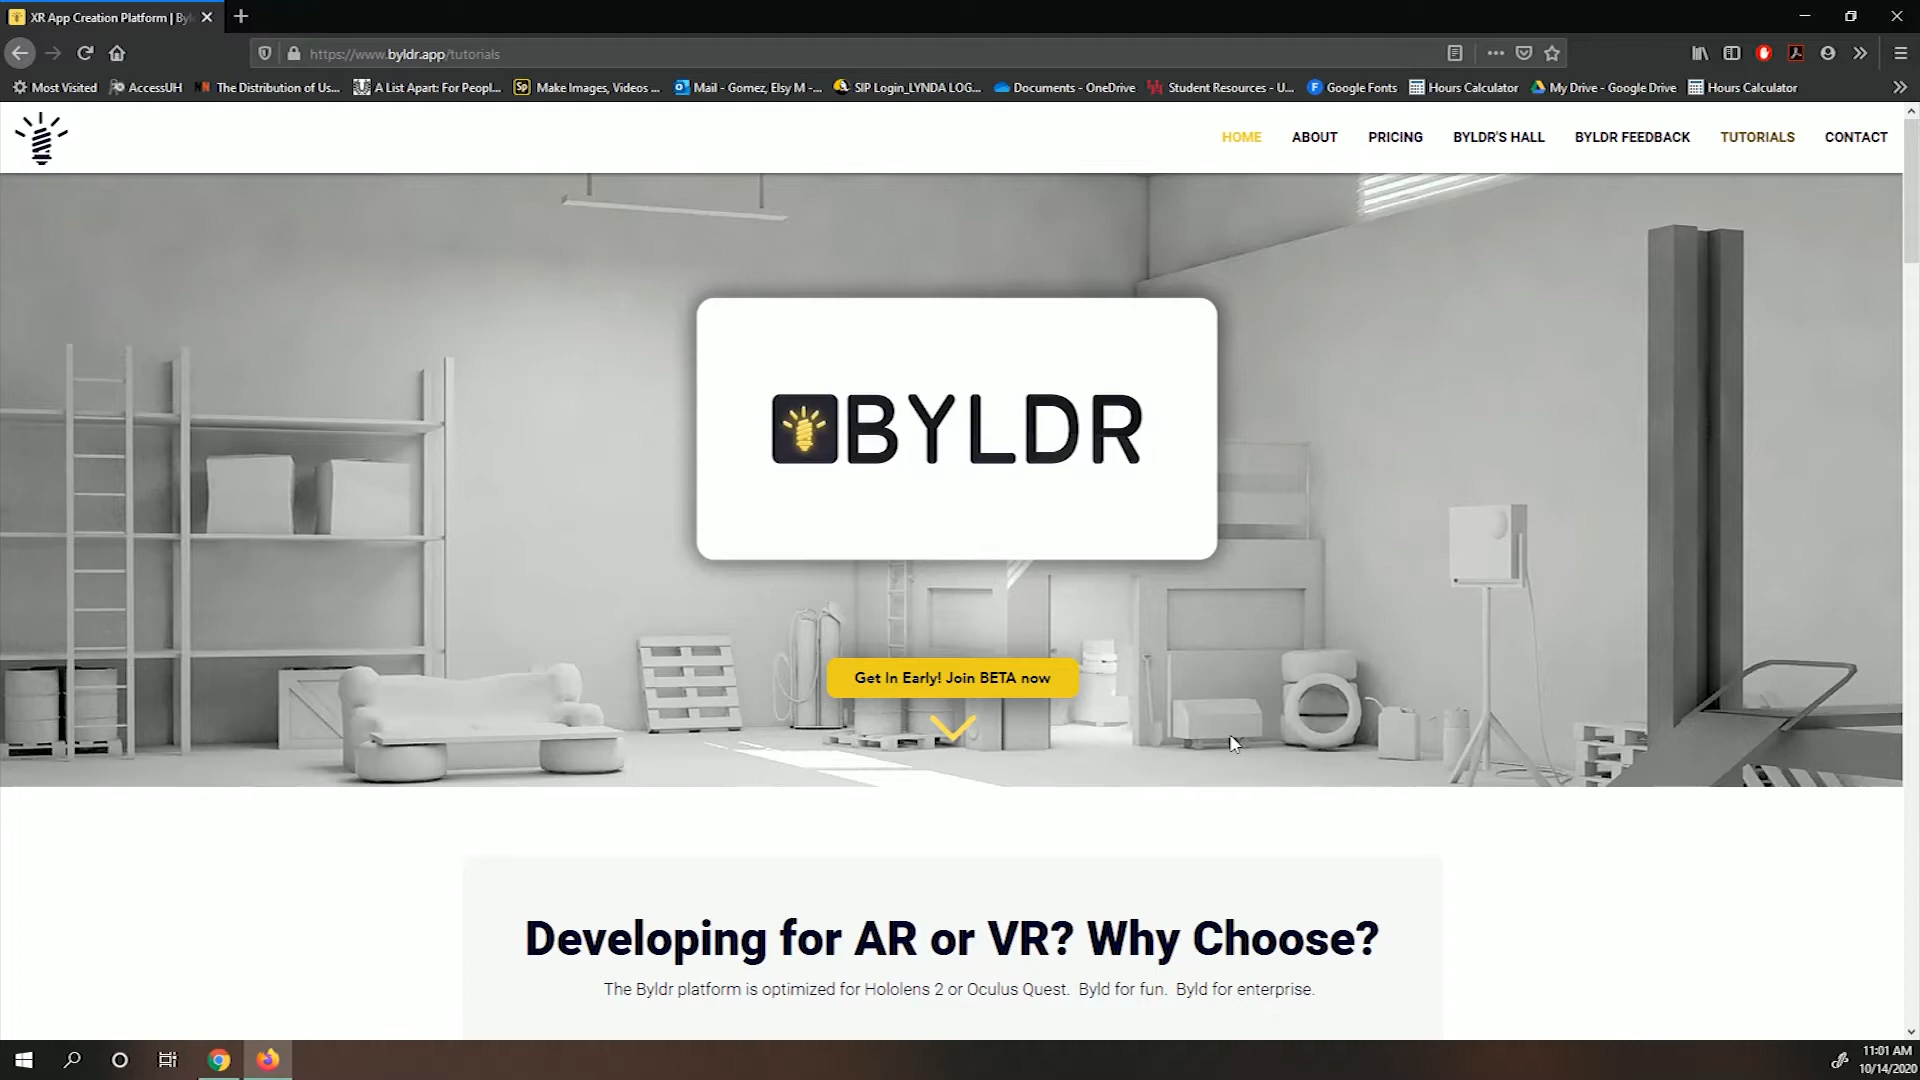 XR App Creation Platform | Byl
https://www.byldr.app/tutorials
Most Visited AccessUH The Distribution of Us... A List Apart: For Peopl... Make Images, Videos ... Mail - Gomez, Elsy M -... SIP Login_LYNDA LOG... Documents - OneDrive Student Resources - U... Google Fonts Hours Calculator My Drive - Google Drive Hours Calculator
HOME ABOUT PRICING BYLDR'S HALL BYLDR FEEDBACK TUTORIALS CONTACT
BYLDR
Get In Early! Join BETA now
Developing for AR or VR? Why Choose?
The Byldr platform is optimized for Hololens 2 or Oculus Quest. Byld for fun. Byld for enterprise.
11:01 AM
10/14/2020